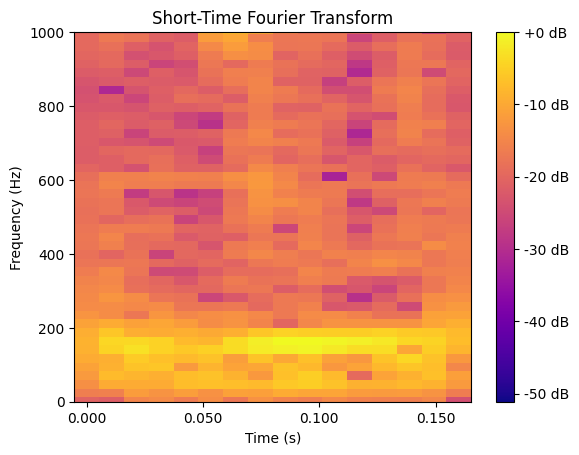 Short-Time Fourier Transform
1000
800
600
400
200
0
Frequency (Hz)
0.000
0.050
0.100
0.150
Time (s)
+0 dB
-10 dB
-20 dB
-30 dB
-40 dB
-50 dB